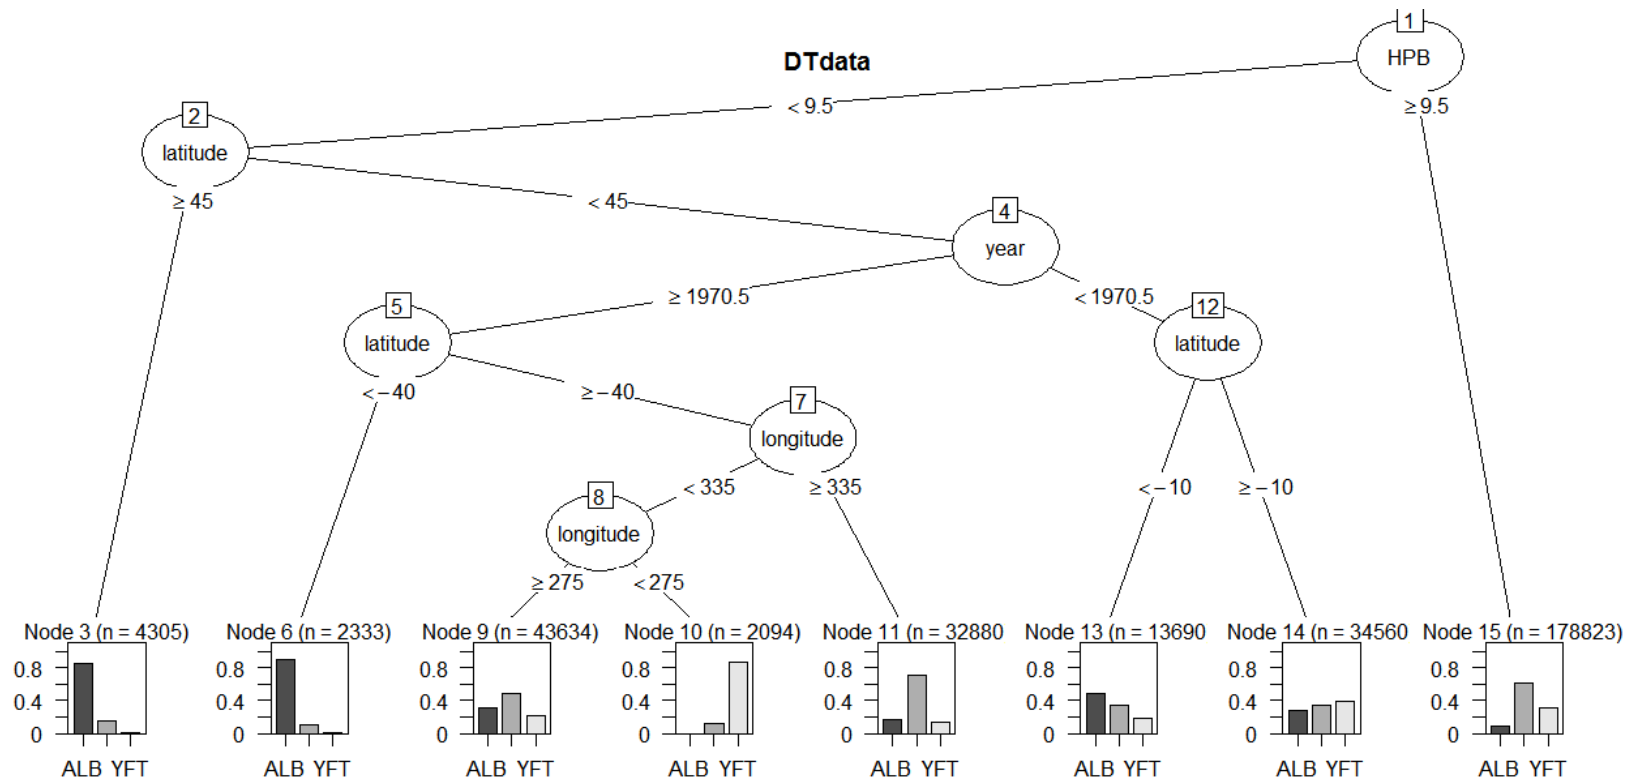 1
DTdata
HPB
< 9.5
≥ 9.5
2
latitude
≥ 45
< 45
4
year
≥ 1970.5
< 1970.5
5
latitude
12
latitude
< −40
≥ −40
7
longitude
< 335
≥ 335
< −10
≥ −10
8
longitude
≥ 275
< 275
Node 3 (n = 4305)
Node 6 (n = 2333)
Node 9 (n = 43634)
Node 10 (n = 2094)
Node 11 (n = 32880
Node 13 (n = 13690
Node 14 (n = 34560
Node 15 (n = 178823)
0.8 0.8 0.8 0.8 0.8 0.8 0.8 0.8
0.4 0.4 0.4 0.4 0.4 0.4 0.4 0.4
0 0 0 0 0 0 0 0
ALB YFT ALB YFT ALB YFT ALB YFT ALB YFT ALB YFT ALB YFT ALB YFT